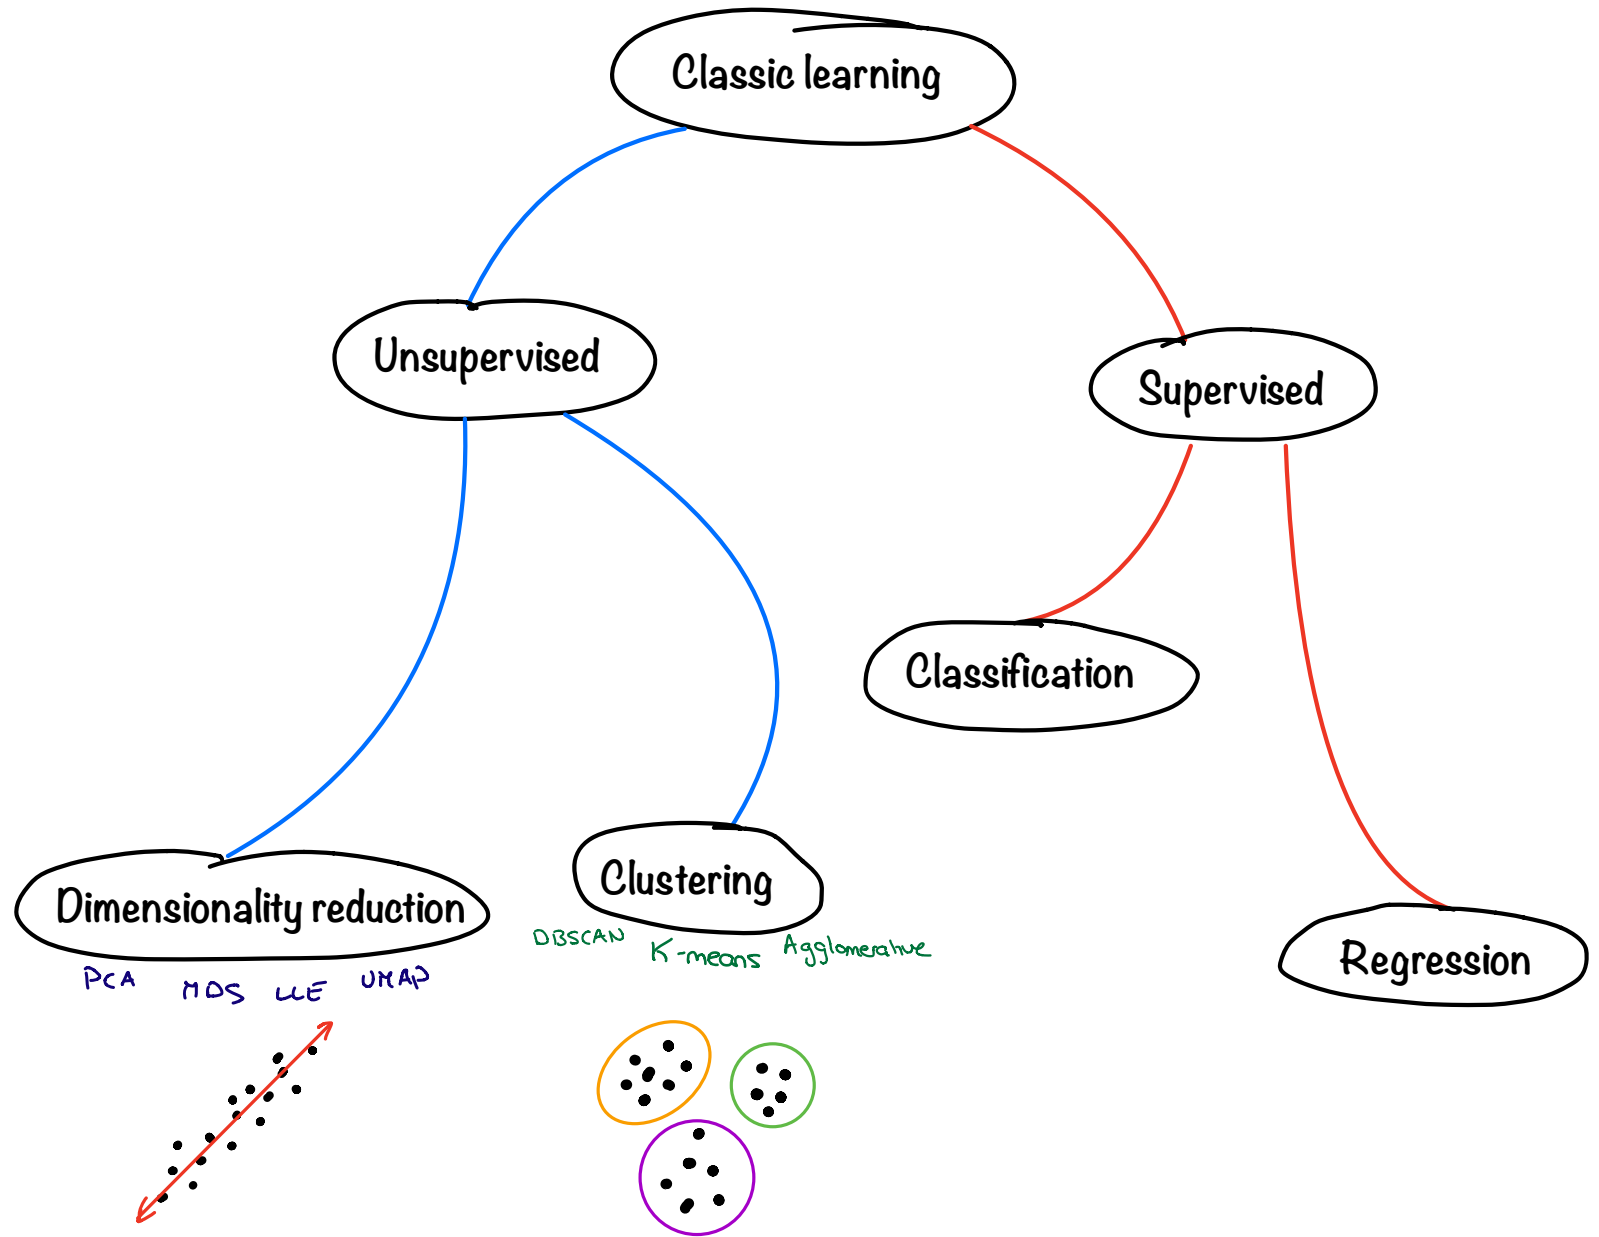 Classic learning
Unsupervised
Supervised
Classification
Dimensionality reduction
Clustering
Regression
PCA MDS LLE UMAP
DBSCAN K-means Agglomerative